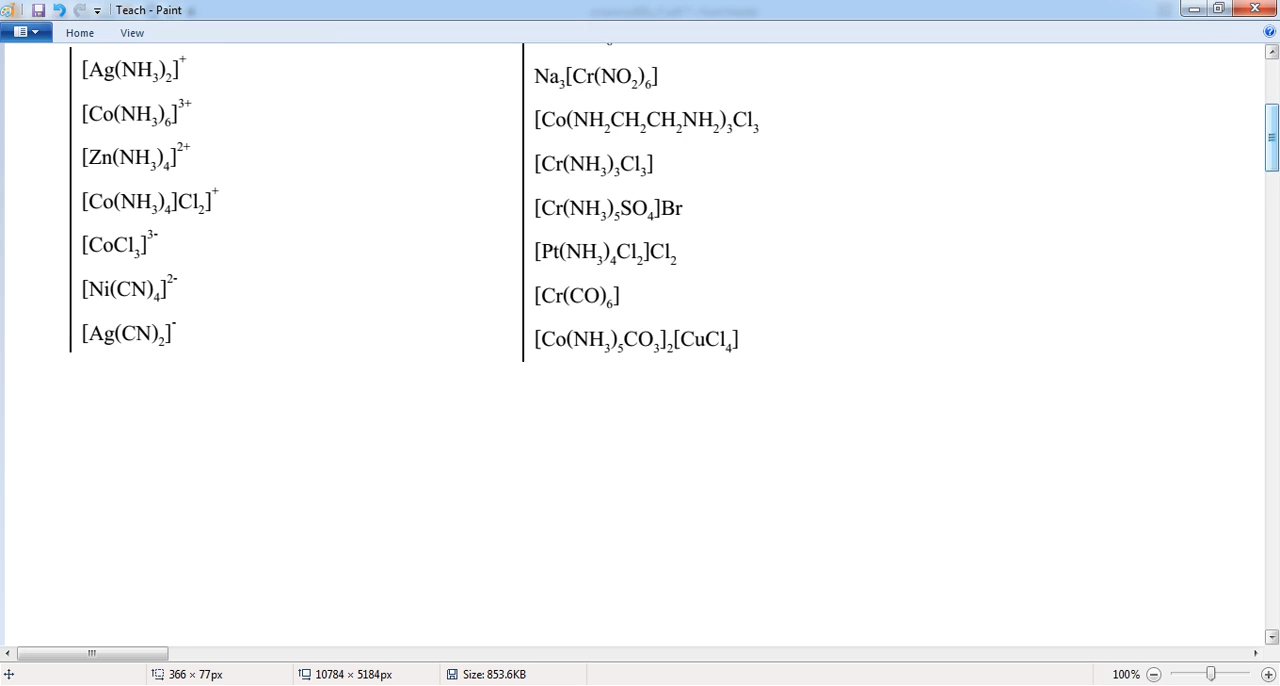 Teach - Paint
Home View
[Ag(NH₃)₂]⁺
[Co(NH₃)₆]³⁺
[Zn(NH₃)₄]²⁺
[Co(NH₃)₄]Cl₂]⁺
[CoCl₃]³⁻
[Ni(CN)₄]²⁻
[Ag(CN)₂]⁻
Na₃[Cr(NO₂)₆]
[Co(NH₂CH₂CH₂NH₂)₃Cl₃
[Cr(NH₃)₃Cl₃]
[Cr(NH₃)₅SO₄]Br
[Pt(NH₃)₄Cl₂]Cl₂
[Cr(CO)₆]
[Co(NH₃)₅CO₃]₂[CuCl₄]
366 × 77px 10784 × 5184px Size: 853.6KB 100%